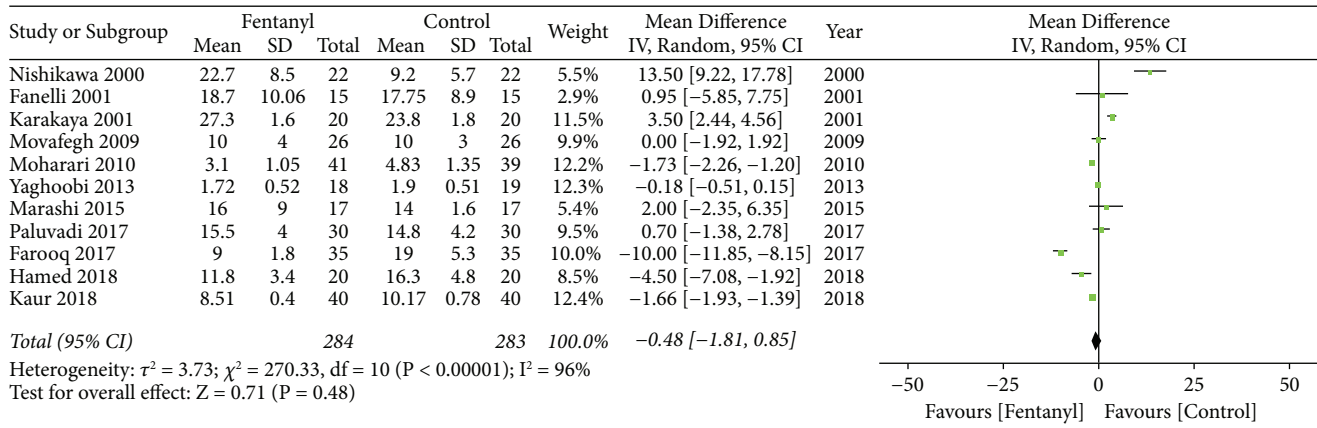 Study or Subgroup Fentanyl Control Weight Mean Difference Year Mean Difference
Mean SD Total Mean SD Total IV, Random, 95% CI IV, Random, 95% CI
Nishikawa 2000 22.7 8.5 22 9.2 5.7 22 5.5% 13.50 [9.22, 17.78] 2000
Fanelli 2001 18.7 10.06 15 17.75 8.9 15 2.9% 0.95 [−5.85, 7.75] 2001
Karakaya 2001 27.3 1.6 20 23.8 1.8 20 11.5% 3.50 [2.44, 4.56] 2001
Movafegh 2009 10 4 26 10 3 26 9.9% 0.00 [−1.92, 1.92] 2009
Moharari 2010 3.1 1.05 41 4.83 1.35 39 12.2% −1.73 [−2.26, −1.20] 2010
Yaghoobi 2013 1.72 0.52 18 1.9 0.51 19 12.3% −0.18 [−0.51, 0.15] 2013
Marashi 2015 16 9 17 14 1.6 17 5.4% 2.00 [−2.35, 6.35] 2015
Paluvadi 2017 15.5 4 30 14.8 4.2 30 9.5% 0.70 [−1.38, 2.78] 2017
Farooq 2017 9 1.8 35 19 5.3 35 10.0% −10.00 [−11.85, −8.15] 2017
Hamed 2018 11.8 3.4 20 16.3 4.8 20 8.5% −4.50 [−7.08, −1.92] 2018
Kaur 2018 8.51 0.4 40 10.17 0.78 40 12.4% −1.66 [−1.93, −1.39] 2018
Total (95% CI) 284 283 100.0% −0.48 [−1.81, 0.85]
Heterogeneity: τ² = 3.73; χ² = 270.33, df = 10 (P < 0.00001); I² = 96%
Test for overall effect: Z = 0.71 (P = 0.48)
−50 −25 0 25 50
Favours [Fentanyl] Favours [Control]